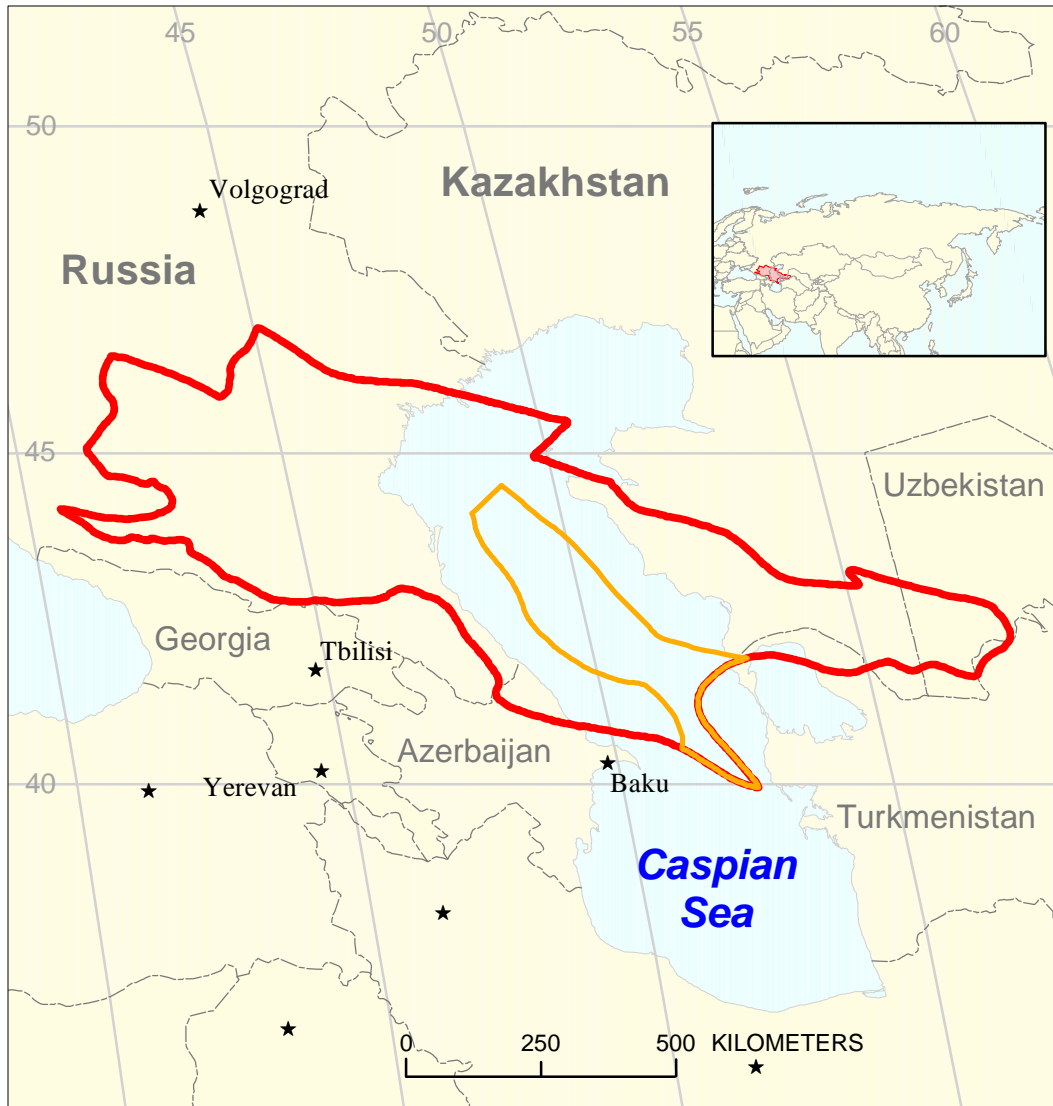 45
50
55
60
50
Volgograd
Kazakhstan
Russia
45
Uzbekistan
Georgia
Tbilisi
Azerbaijan
Yerevan
Baku
40
Turkmenistan
Caspian
Sea
0 250 500 KILOMETERS